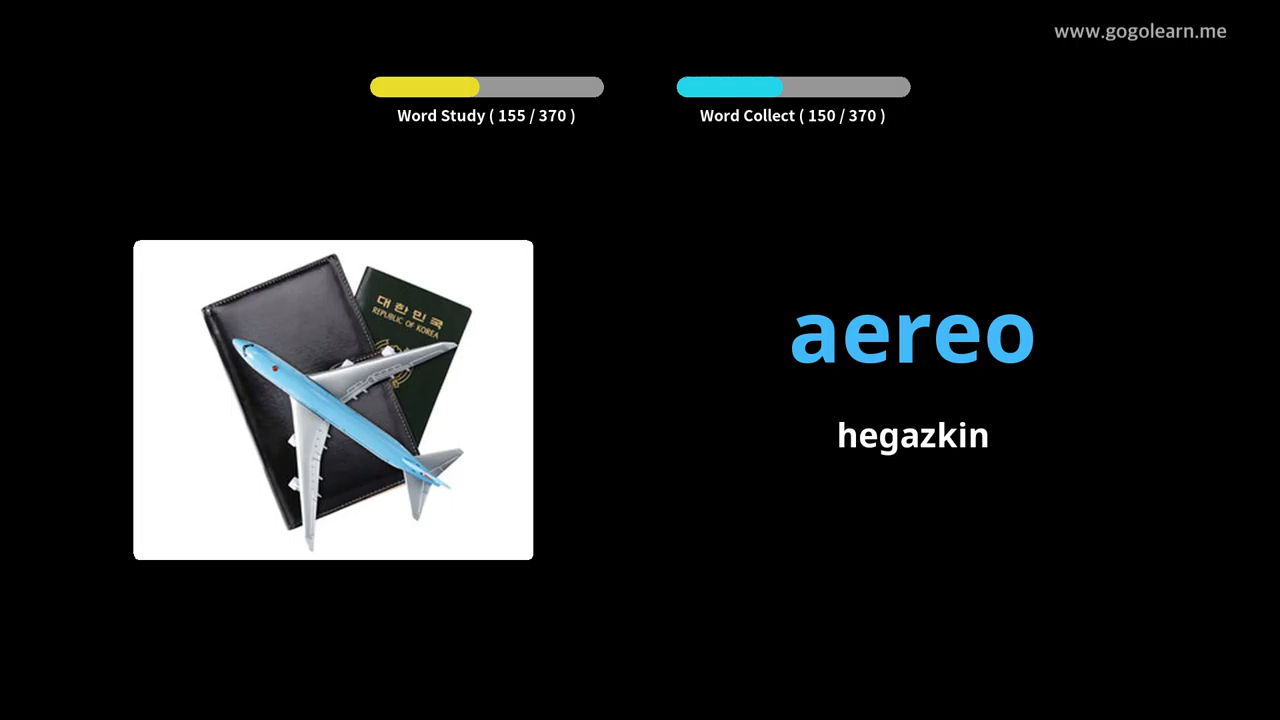 www.gogolearn.me
Word Study ( 155 / 370 )
Word Collect ( 150 / 370 )
대한민국
REPUBLIC OF KOREA
aereo
hegazkin